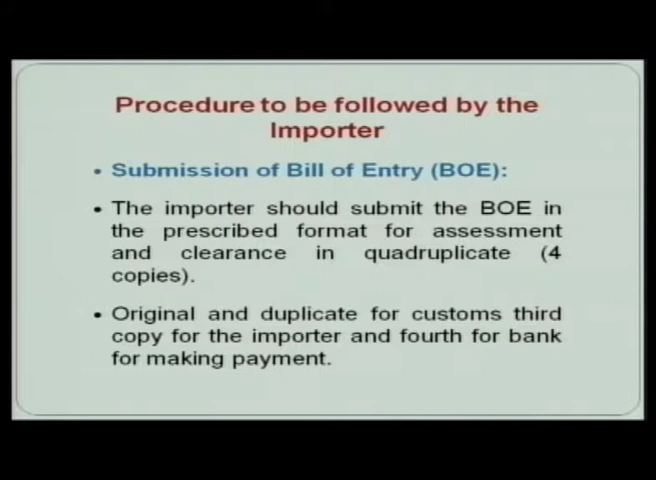 Procedure to be followed by the
Importer
• Submission of Bill of Entry (BOE):
• The importer should submit the BOE in
the prescribed format for assessment
and clearance in quadruplicate (4
copies).
• Original and duplicate for customs third
copy for the importer and fourth for bank
for making payment.